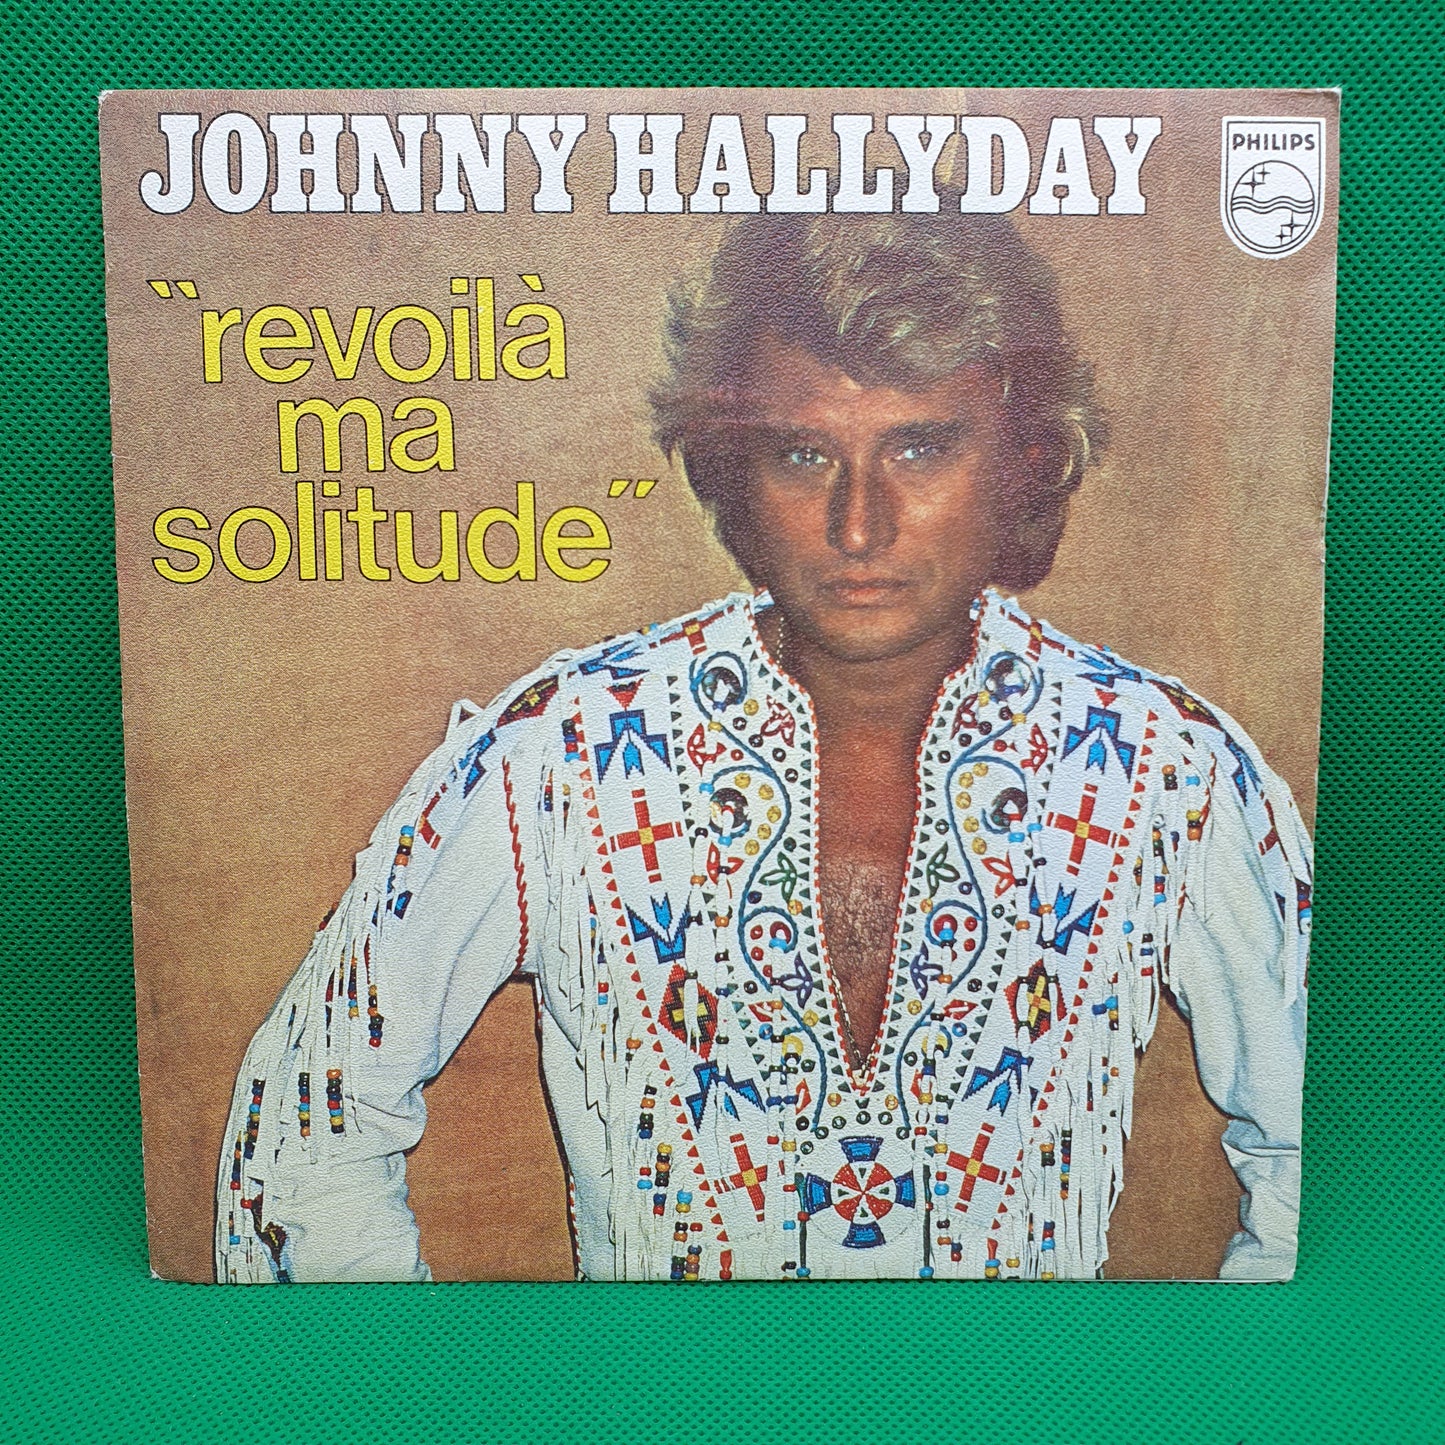 JOHNNY HALLYDAY
PHILIPS
"revoilà
ma
solitude"